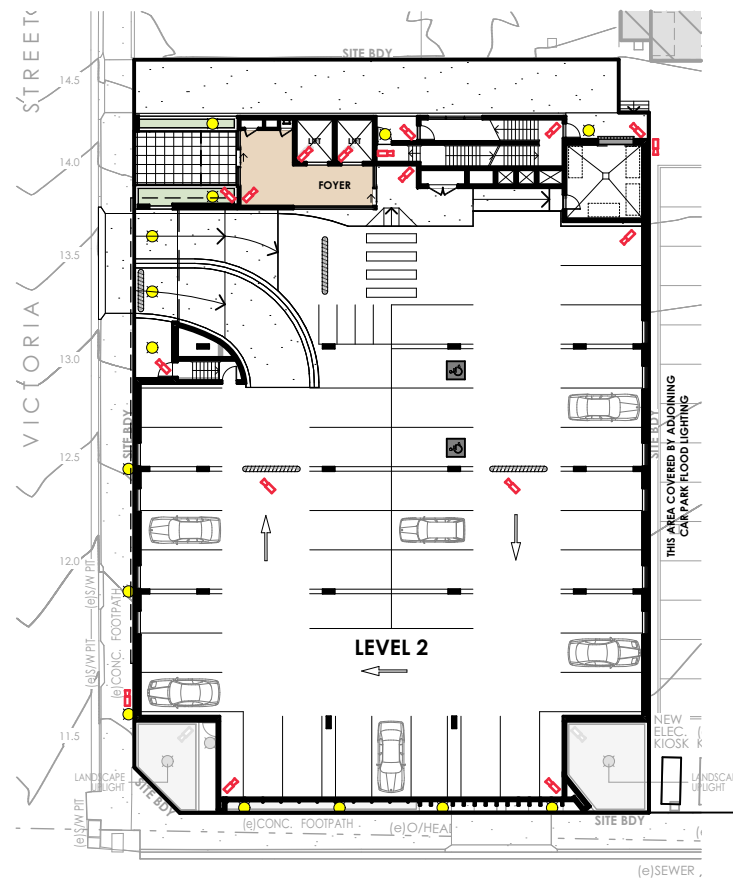 STREET
SITE BDY
14.5
14.0
LIFT
LIFT
FOYER
13.5
VICTORIA
13.0
SITE BDY
SITE BDY
THIS AREA COVERED BY ADJOINING
CAR PARK FLOOD LIGHTING
12.5
12.0
(e)S/W PIT
(e)CONC. FOOTPATH
(e)S/W PIT
LEVEL 2
11.5
NEW
ELEC.
KIOSK K
LANDSCAPE
UPLIGHT
LANDSCA
UPLIGHT
SITE BDY
(e)S/W PIT
(e)CONC. FOOTPATH
(e)O/HEA
SITE BDY
(e)SEWER